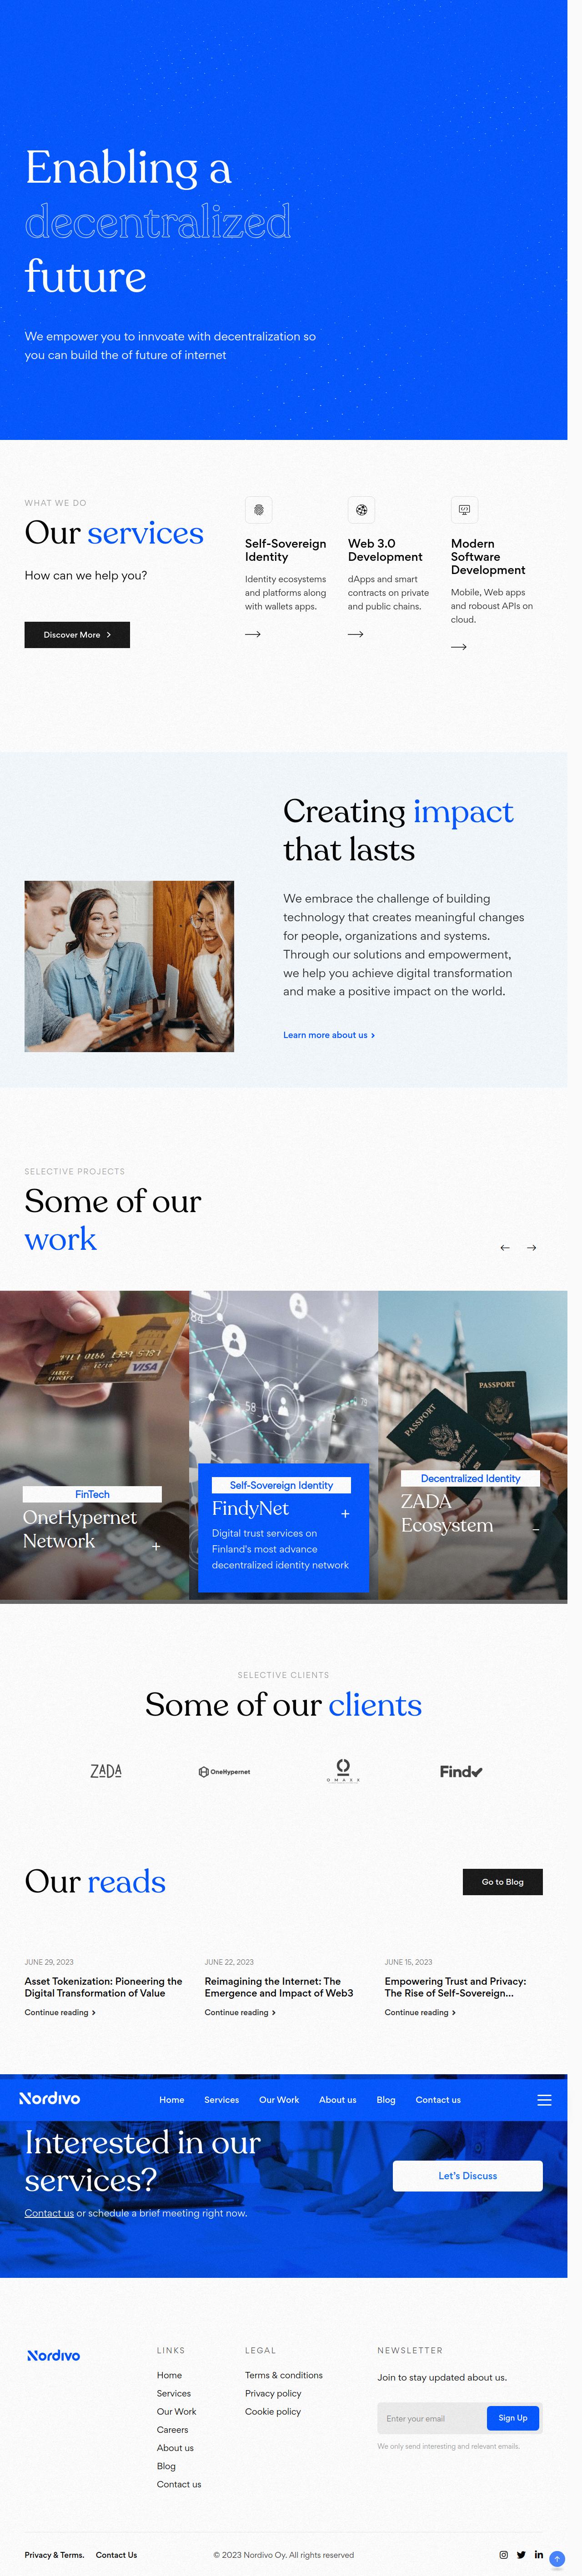 Enabling a
decentralized
future
We empower you to innvoate with decentralization so
you can build the of future of internet
WHAT WE DO
Our services
How can we help you?
Discover More
Self-Sovereign
Identity
Identity ecosystems
and platforms along
with wallets apps.
Web 3.0
Development
dApps and smart
contracts on private
and public chains.
Modern
Software
Development
Mobile, Web apps
and roboust APIs on
cloud.
Creating impact
that lasts
We embrace the challenge of building
technology that creates meaningful changes
for people, organizations and systems.
Through our solutions and empowerment,
we help you achieve digital transformation
and make a positive impact on the world.
Learn more about us
SELECTIVE PROJECTS
Some of our
work
VISA
FinTech
OneHypernet
Network
+
Self-Sovereign Identity
FindyNet
+
Digital trust services on
Finland's most advance
decentralized identity network
PASSPORT
PASSPORT
Decentralized Identity
ZADA
Ecosystem
−
SELECTIVE CLIENTS
Some of our clients
ZADA
OneHypernet
OMAXX
Findy
Our reads
Go to Blog
JUNE 29, 2023
Asset Tokenization: Pioneering the
Digital Transformation of Value
Continue reading
JUNE 22, 2023
Reimagining the Internet: The
Emergence and Impact of Web3
Continue reading
JUNE 15, 2023
Empowering Trust and Privacy:
The Rise of Self-Sovereign...
Continue reading
Nordivo
Home
Services
Our Work
About us
Blog
Contact us
Interested in our
services?
Contact us or schedule a brief meeting right now.
Let's Discuss
Nordivo
LINKS
Home
Services
Our Work
Careers
About us
Blog
Contact us
LEGAL
Terms & conditions
Privacy policy
Cookie policy
NEWSLETTER
Join to stay updated about us.
Enter your email
Sign Up
We only send interesting and relevant emails.
Privacy & Terms.
Contact Us
© 2023 Nordivo Oy. All rights reserved